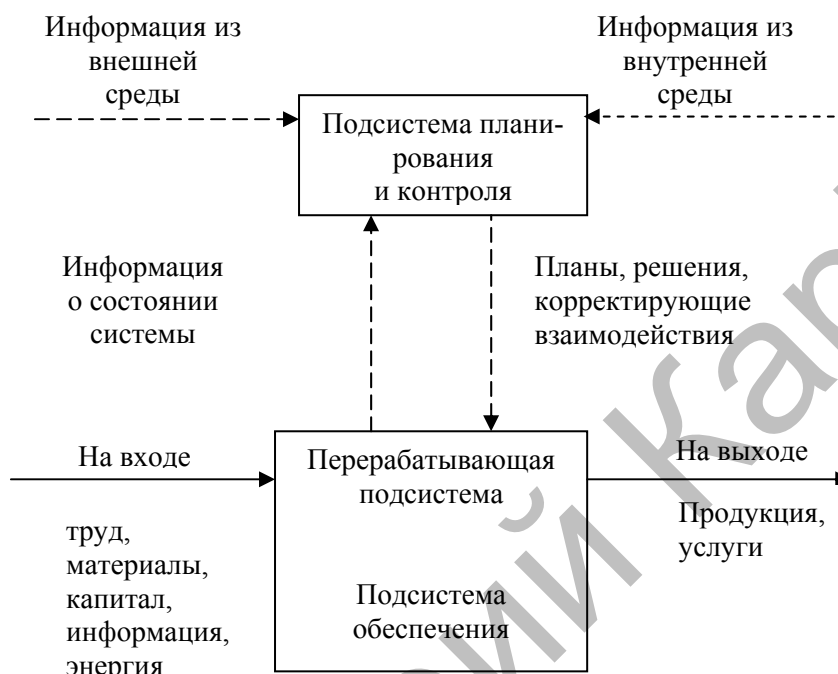 Информация из
внешней
среды
Информация из
внутренней
среды
Подсистема плани-
рования
и контроля
Информация
о состоянии
системы
Планы, решения,
корректирующие
взаимодействия
На входе
Перерабатывающая
подсистема
На выходе
труд,
материалы,
капитал,
информация,
энергия
Продукция,
услуги
Подсистема
обеспечения